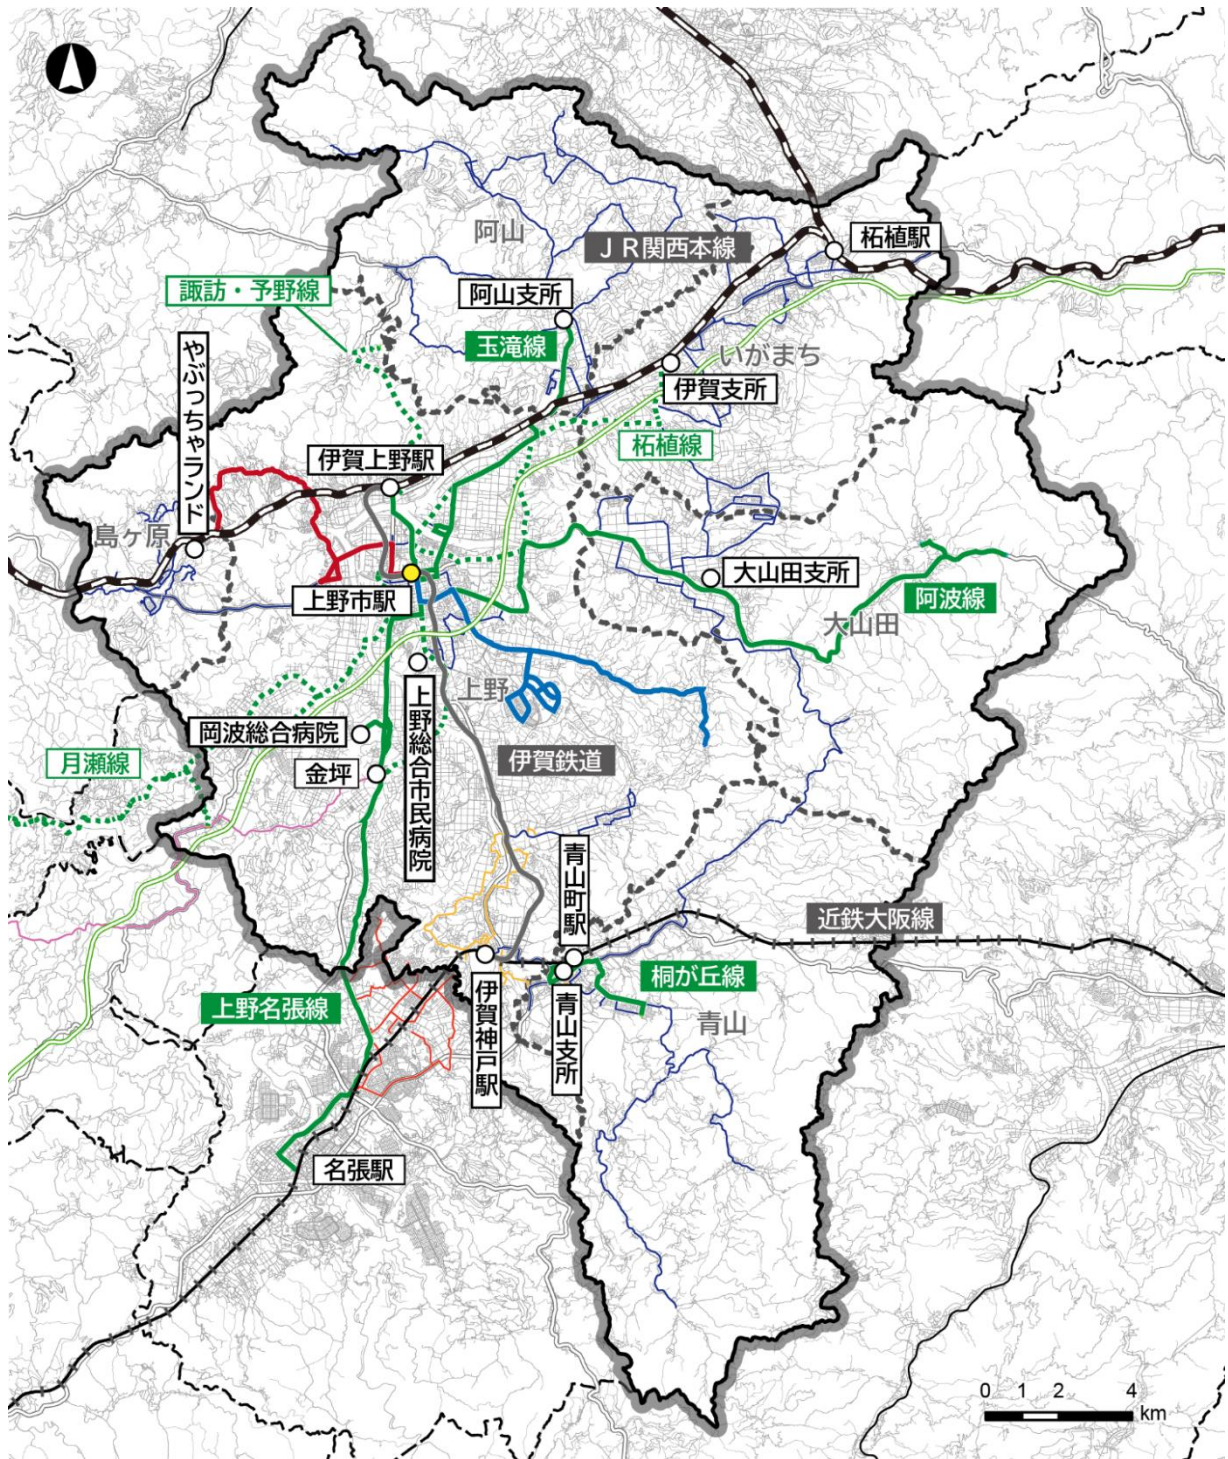 阿山
柘植駅
JR関西本線
諏訪・予野線
阿山支所
玉滝線
いがまち
伊賀支所
やぶっちゃランド
柘植線
伊賀上野駅
島ヶ原
大山田支所
阿波線
上野市駅
大山田
上野総合市民病院
上野
岡波総合病院
月瀬線
金坪
伊賀鉄道
青山町駅
近鉄大阪線
上野名張線
伊賀神戸駅
青山支所
桐が丘線
青山
名張駅
0 1 2 4
km